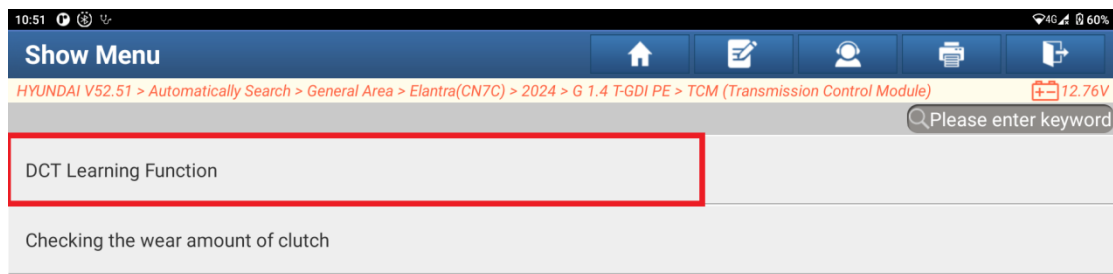 10:51 4G 60%
Show Menu
HYUNDAI V52.51 > Automatically Search > General Area > Elantra(CN7C) > 2024 > G 1.4 T-GDI PE > TCM (Transmission Control Module) 12.76V
Please enter keyword
DCT Learning Function
Checking the wear amount of clutch